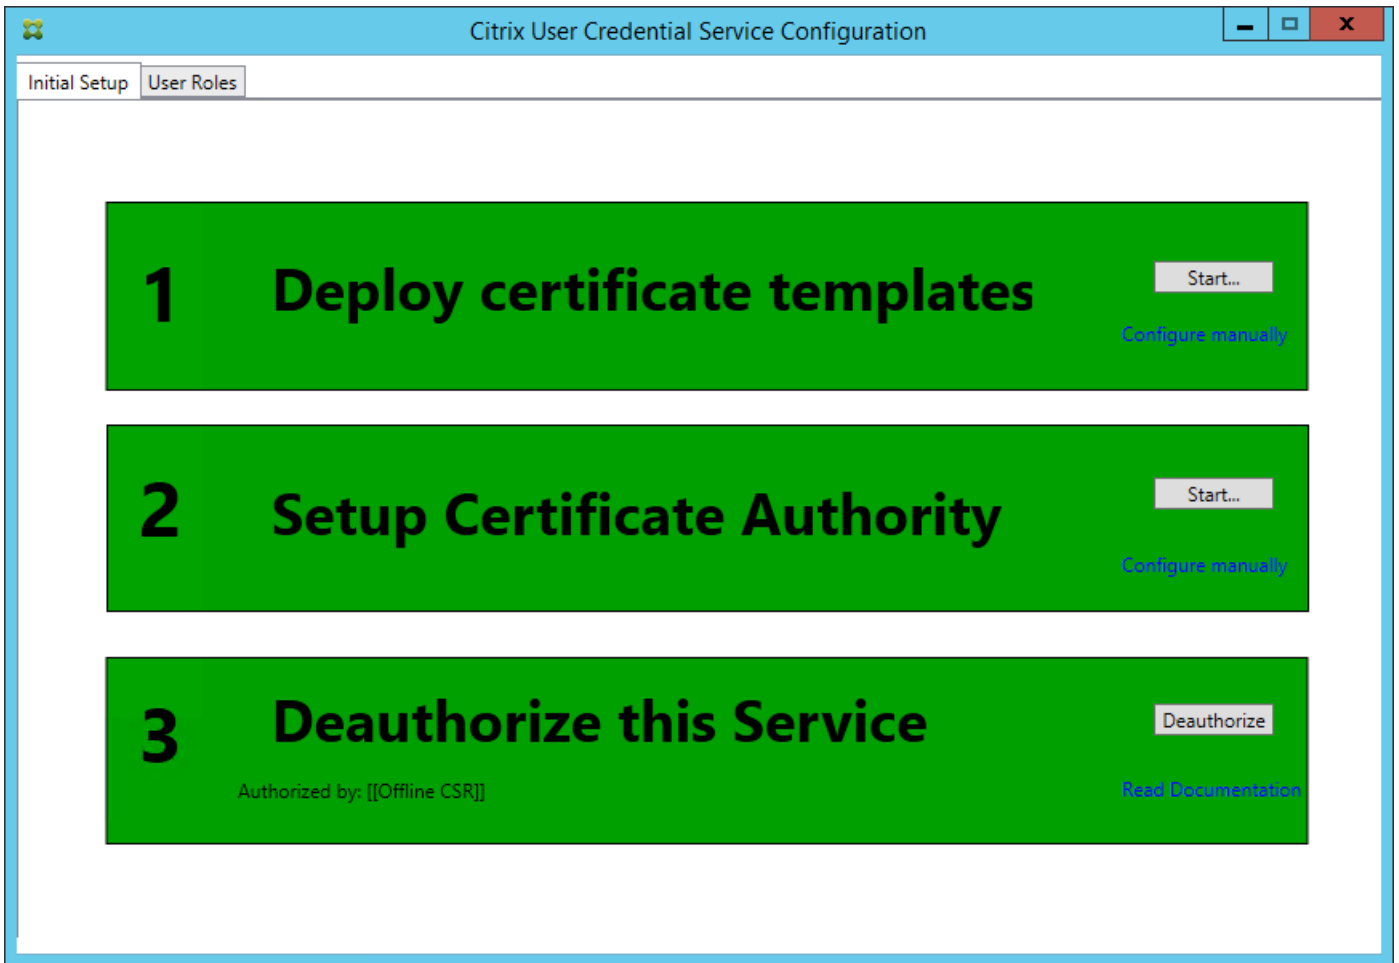 Citrix User Credential Service Configuration
Initial Setup User Roles
1 Deploy certificate templates Start...
Configure manually
2 Setup Certificate Authority Start...
Configure manually
3 Deauthorize this Service Deauthorize
Authorized by: [[Offline CSR]] Read Documentation